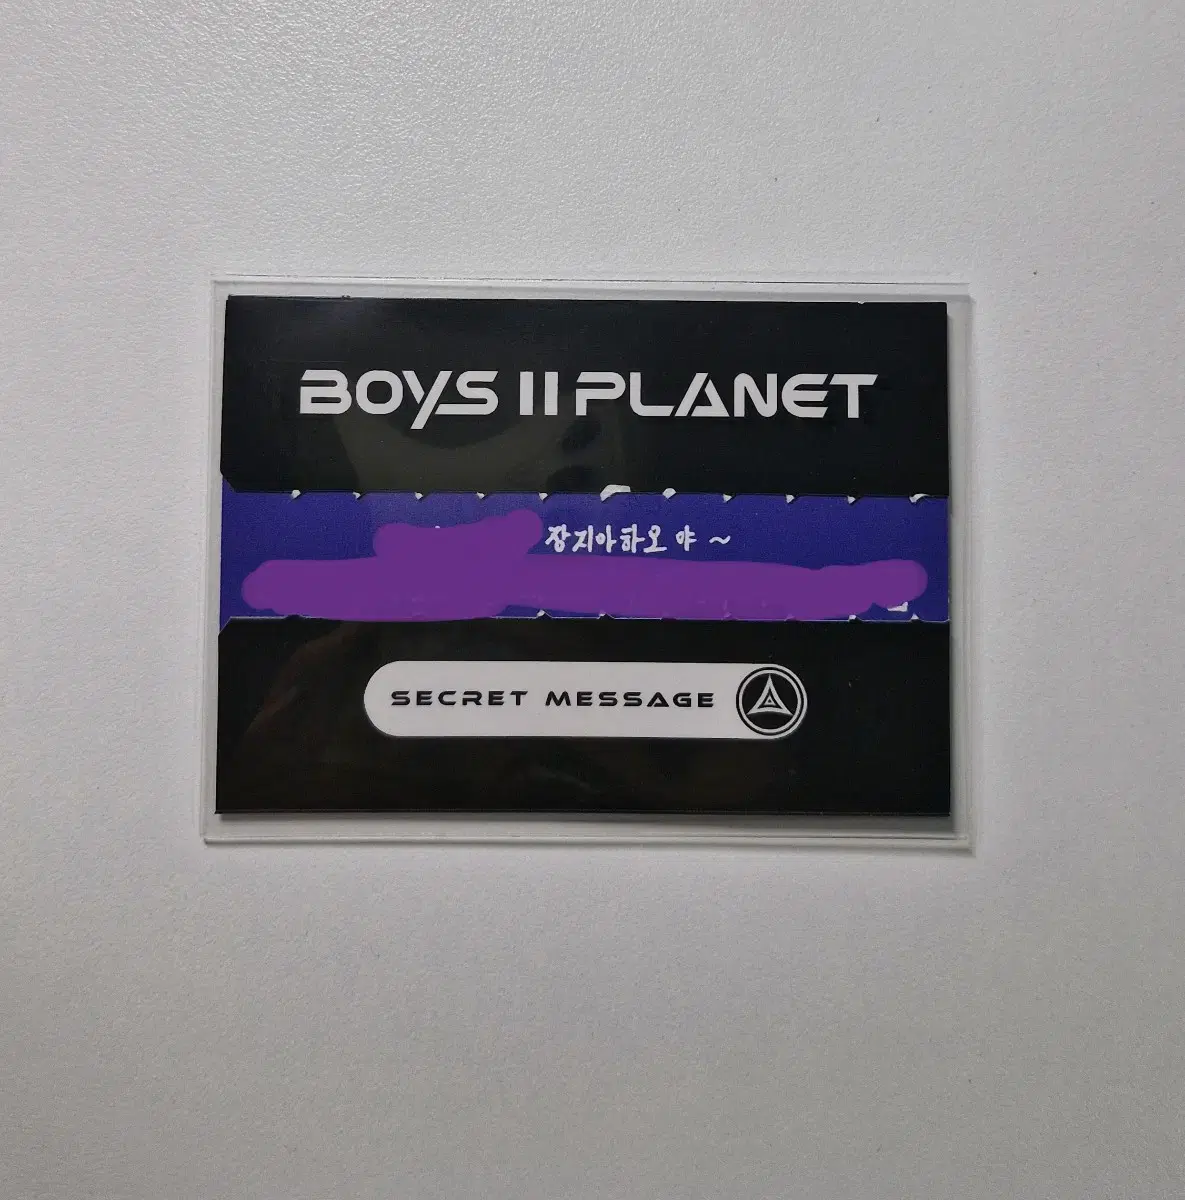 BOYS II PLANET
장지아하오 야 ~
SECRET MESSAGE